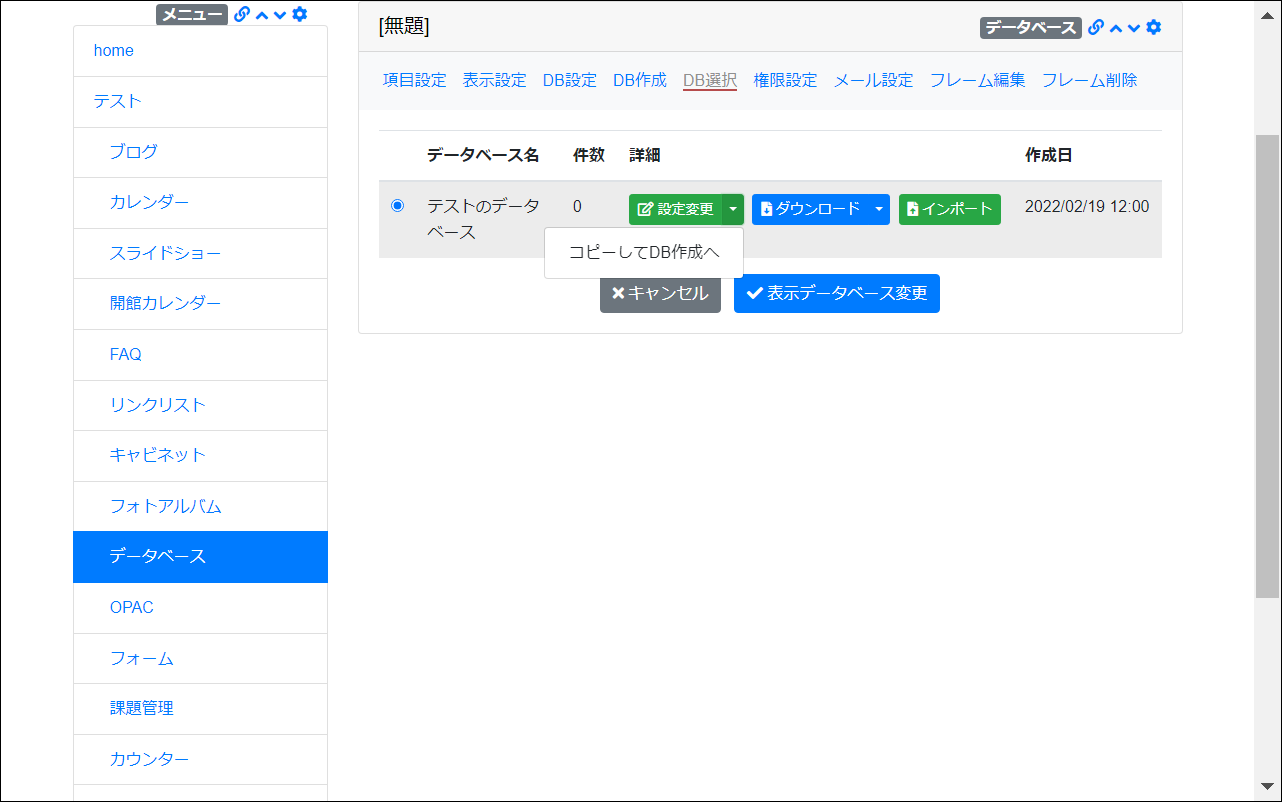 メニュー
home
テスト
ブログ
カレンダー
スライドショー
開館カレンダー
FAQ
リンクリスト
キャビネット
フォトアルバム
データベース
OPAC
フォーム
課題管理
カウンター
[無題]
データベース
項目設定 表示設定 DB設定 DB作成 DB選択 権限設定 メール設定 フレーム編集 フレーム削除
データベース名 件数 詳細 作成日
テストのデータ 0 設定変更 ダウンロード インポート 2022/02/19 12:00
ベース
コピーしてDB作成へ
キャンセル 表示データベース変更